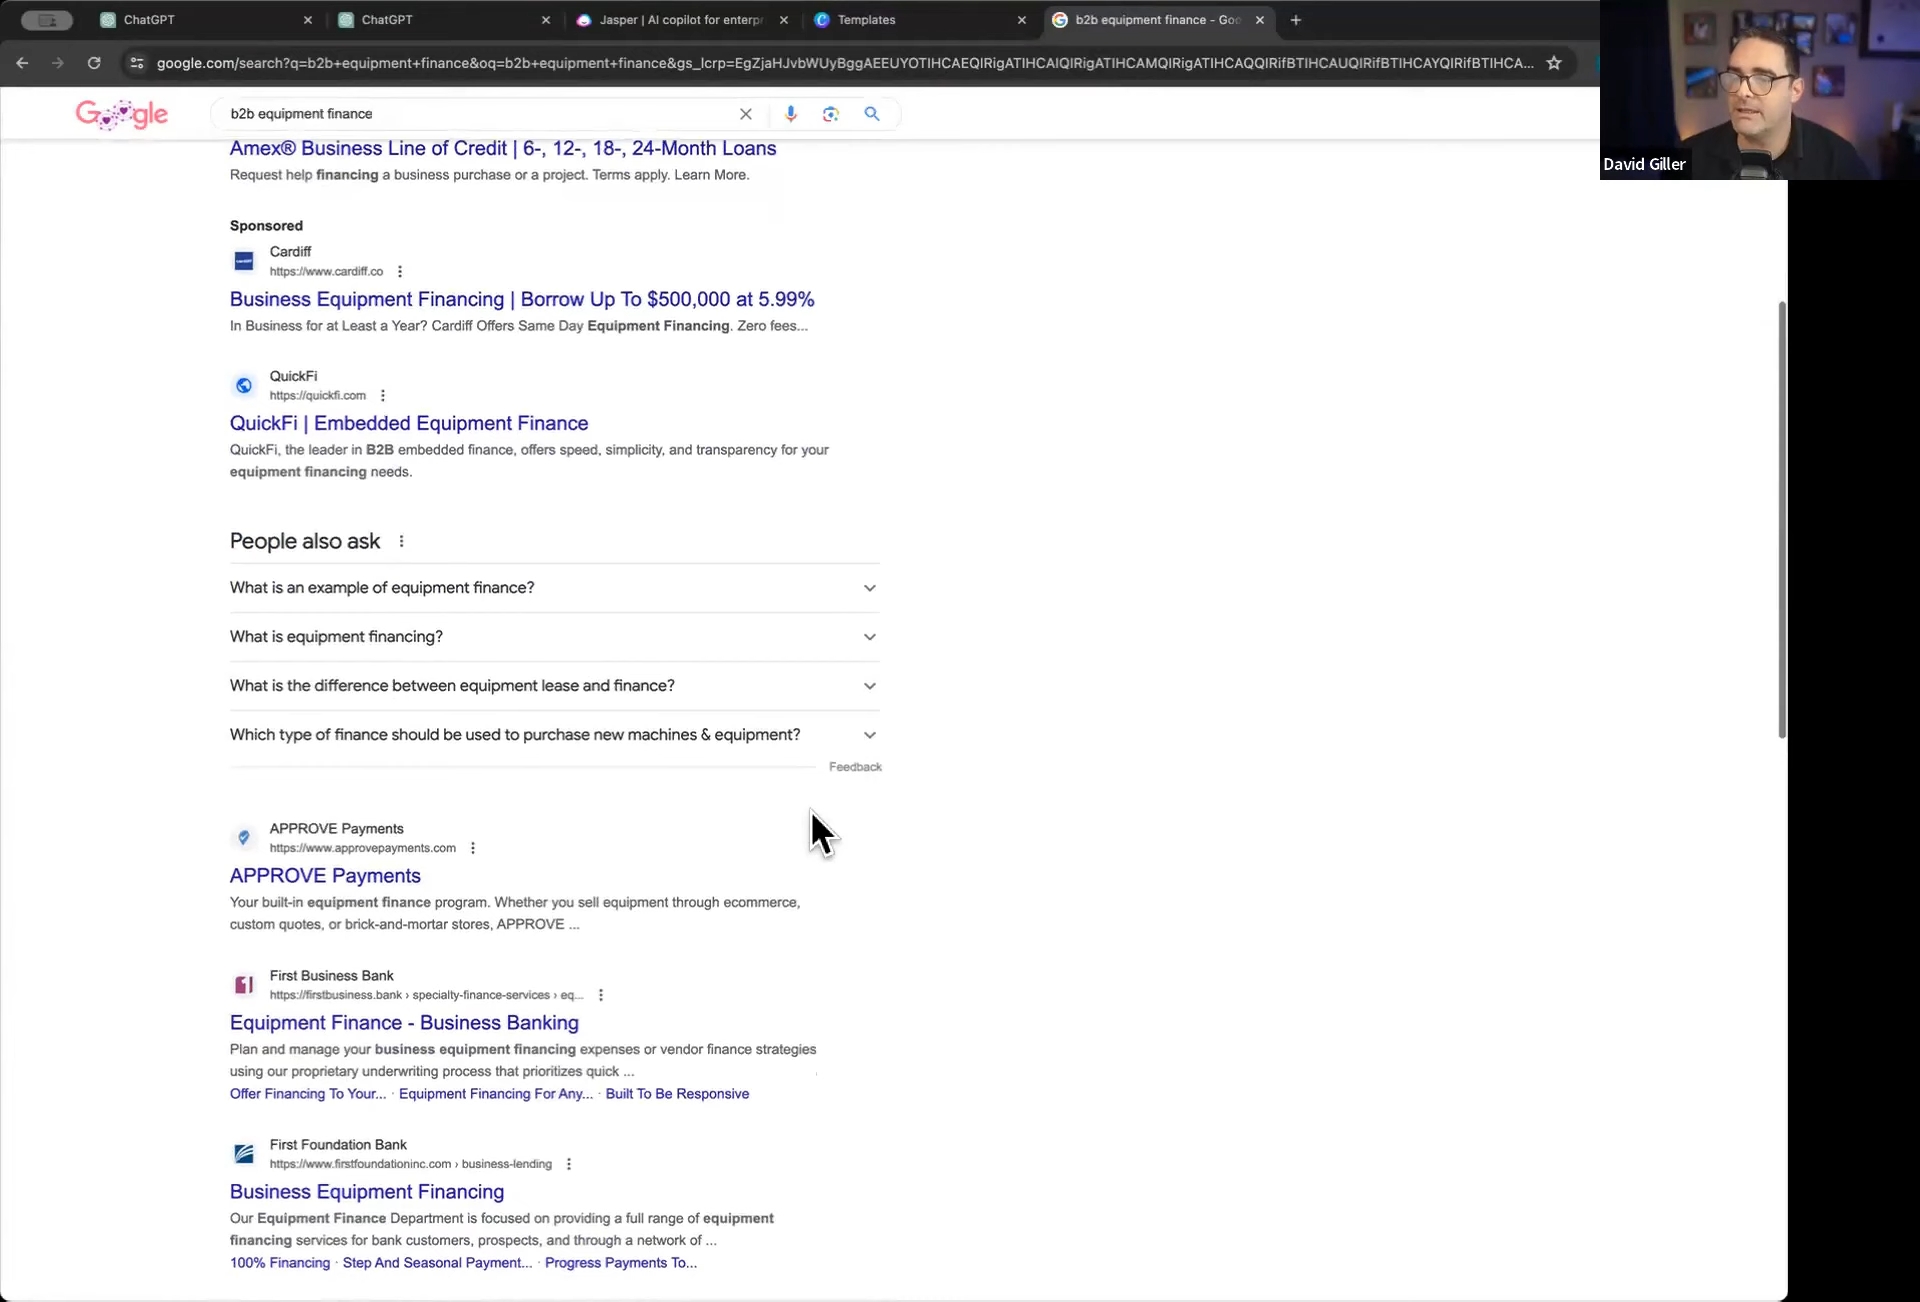 ChatGPT
ChatGPT
Jasper | AI copilot for enterpr
Templates
b2b equipment finance - Goo
google.com/search?q=b2b+equipment+finance&oq=b2b+equipment+finance&gs_lcrp=EgZjaHJvbWUyBggAEEUYOTIHCAEQIRigATIHCAIQIRigATIHCAMQIRigATIHCAQQIRifBTIHCAUQIRifBTIHCAYQIRifBTIHCA...
Google
b2b equipment finance
David Giller
Amex® Business Line of Credit | 6-, 12-, 18-, 24-Month Loans
Request help financing a business purchase or a project. Terms apply. Learn More.
Sponsored
Cardiff
https://www.cardiff.co
Business Equipment Financing | Borrow Up To $500,000 at 5.99%
In Business for at Least a Year? Cardiff Offers Same Day Equipment Financing. Zero fees...
QuickFi
https://quickfi.com
QuickFi | Embedded Equipment Finance
QuickFi, the leader in B2B embedded finance, offers speed, simplicity, and transparency for your
equipment financing needs.
People also ask
What is an example of equipment finance?
What is equipment financing?
What is the difference between equipment lease and finance?
Which type of finance should be used to purchase new machines & equipment?
Feedback
APPROVE Payments
https://www.approvepayments.com
APPROVE Payments
Your built-in equipment finance program. Whether you sell equipment through ecommerce,
custom quotes, or brick-and-mortar stores, APPROVE ...
First Business Bank
https://firstbusiness.bank › specialty-finance-services › eq...
Equipment Finance - Business Banking
Plan and manage your business equipment financing expenses or vendor finance strategies
using our proprietary underwriting process that prioritizes quick ...
Offer Financing To Your... · Equipment Financing For Any... · Built To Be Responsive
First Foundation Bank
https://www.firstfoundationinc.com › business-lending
Business Equipment Financing
Our Equipment Finance Department is focused on providing a full range of equipment
financing services for bank customers, prospects, and through a network of ...
100% Financing · Step And Seasonal Payment... · Progress Payments To...